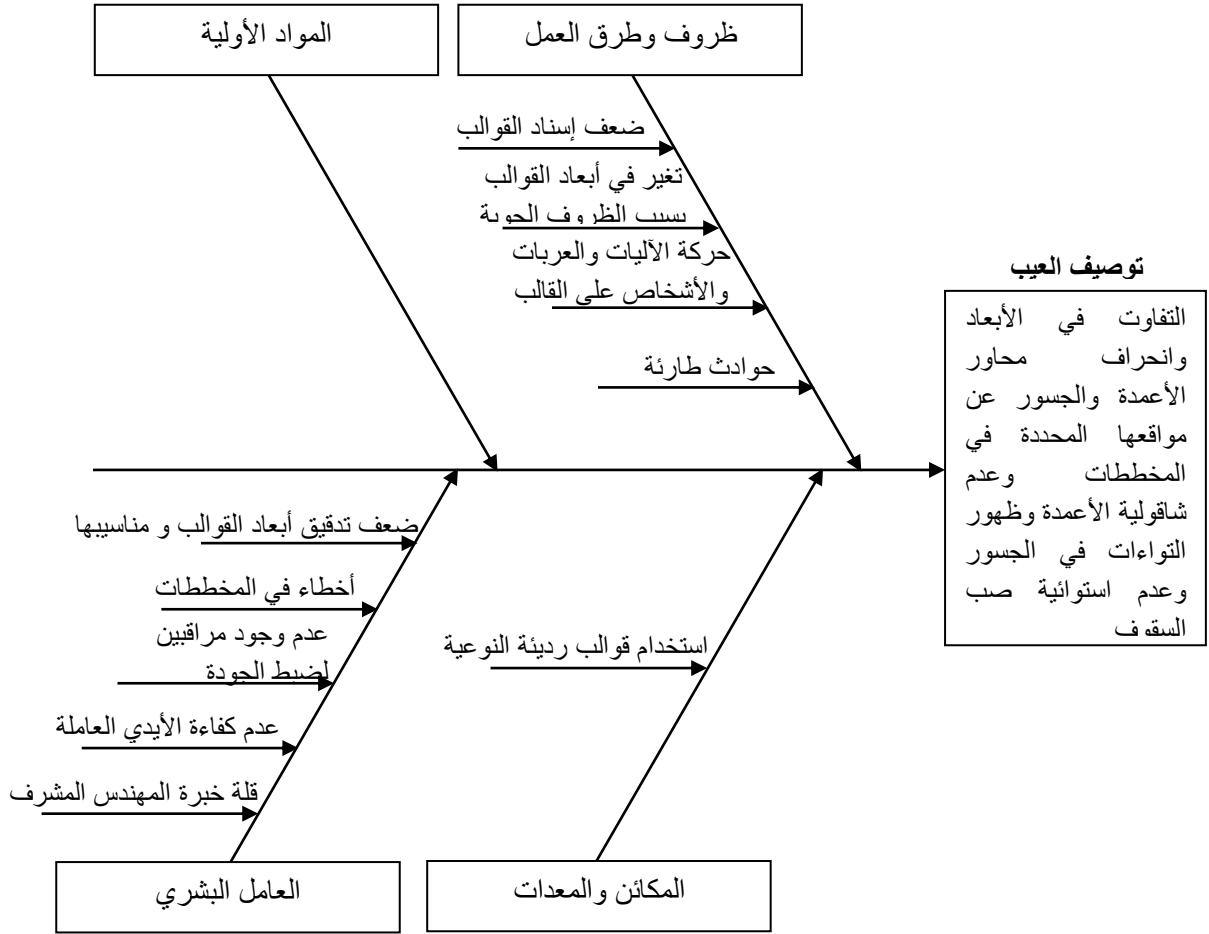 المواد الأولية
ظروف وطرق العمل
ضعف إسناد القوالب
تغير في أبعاد القوالب
بسبب الظروف الجوية
حركة الآليات والعربات
والأشخاص على القالب
حوادث طارئة
توصيف العيب
التفاوت في الأبعاد
وانحراف محاور
الأعمدة والجسور عن
مواقعها المحددة في
المخططات وعدم
شاقولية الأعمدة وظهور
التواءات في الجسور
وعدم استوائية صب
السقوف
ضعف تدقيق أبعاد القوالب و مناسيبها
أخطاء في المخططات
عدم وجود مراقبين
لضبط الجودة
عدم كفاءة الأيدي العاملة
قلة خبرة المهندس المشرف
استخدام قوالب رديئة النوعية
العامل البشري
المكائن والمعدات